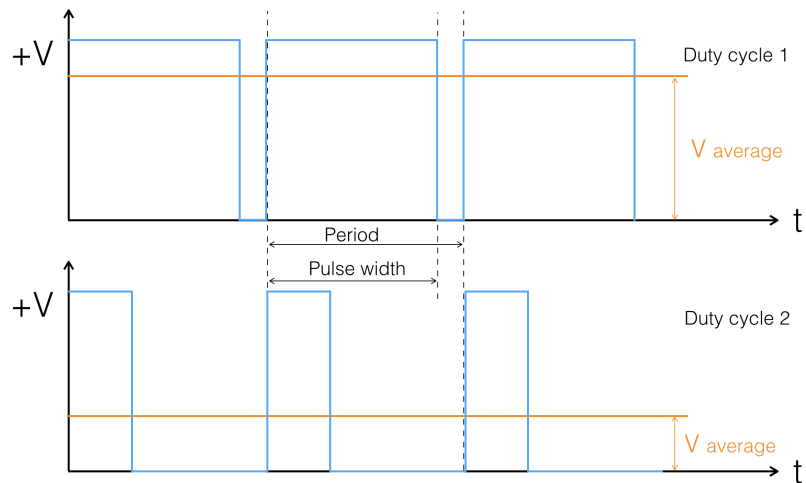 +V
Duty cycle 1
V average
t
Period
Pulse width
+V
Duty cycle 2
V average
t